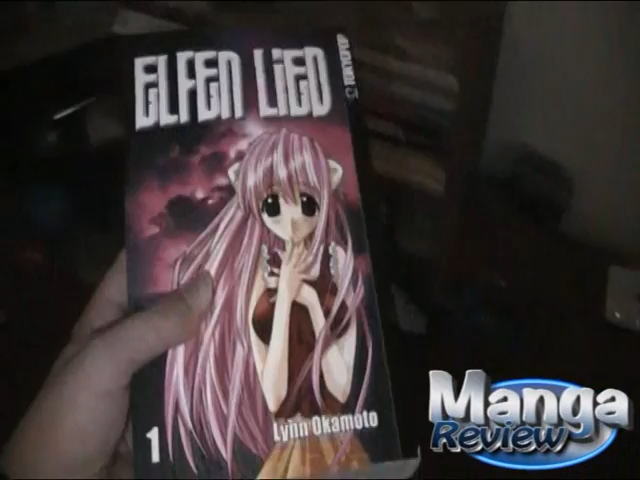 ELFEN LIED
TOKYOPOP
1
Lynn Okamoto
Manga
Review